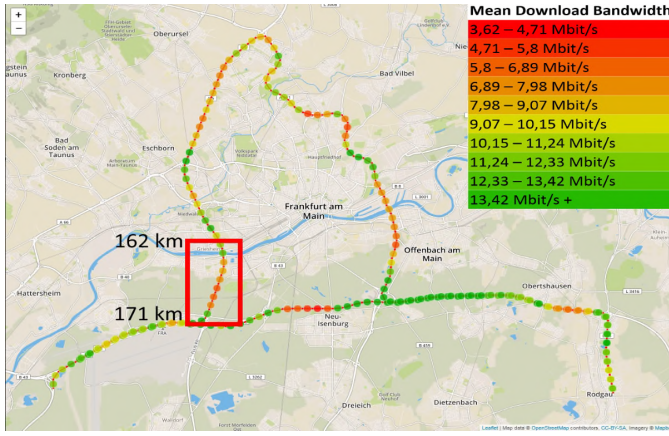 Mean Download Bandwidth
3,62 – 4,71 Mbit/s
4,71 – 5,8 Mbit/s
5,8 – 6,89 Mbit/s
6,89 – 7,98 Mbit/s
7,98 – 9,07 Mbit/s
9,07 – 10,15 Mbit/s
10,15 – 11,24 Mbit/s
11,24 – 12,33 Mbit/s
12,33 – 13,42 Mbit/s
13,42 Mbit/s +
+
−
Oberursel
Kronberg
Bad Vilbel
Bad
Soden am
Taunus
Eschborn
Frankfurt am
Main
Offenbach am
Main
162 km
Hattersheim
171 km
Neu-
Isenburg
Obertshausen
Rodgau
Dreieich
Dietzenbach
Leaflet | Map data © OpenStreetMap contributors, CC-BY-SA, Imagery ©